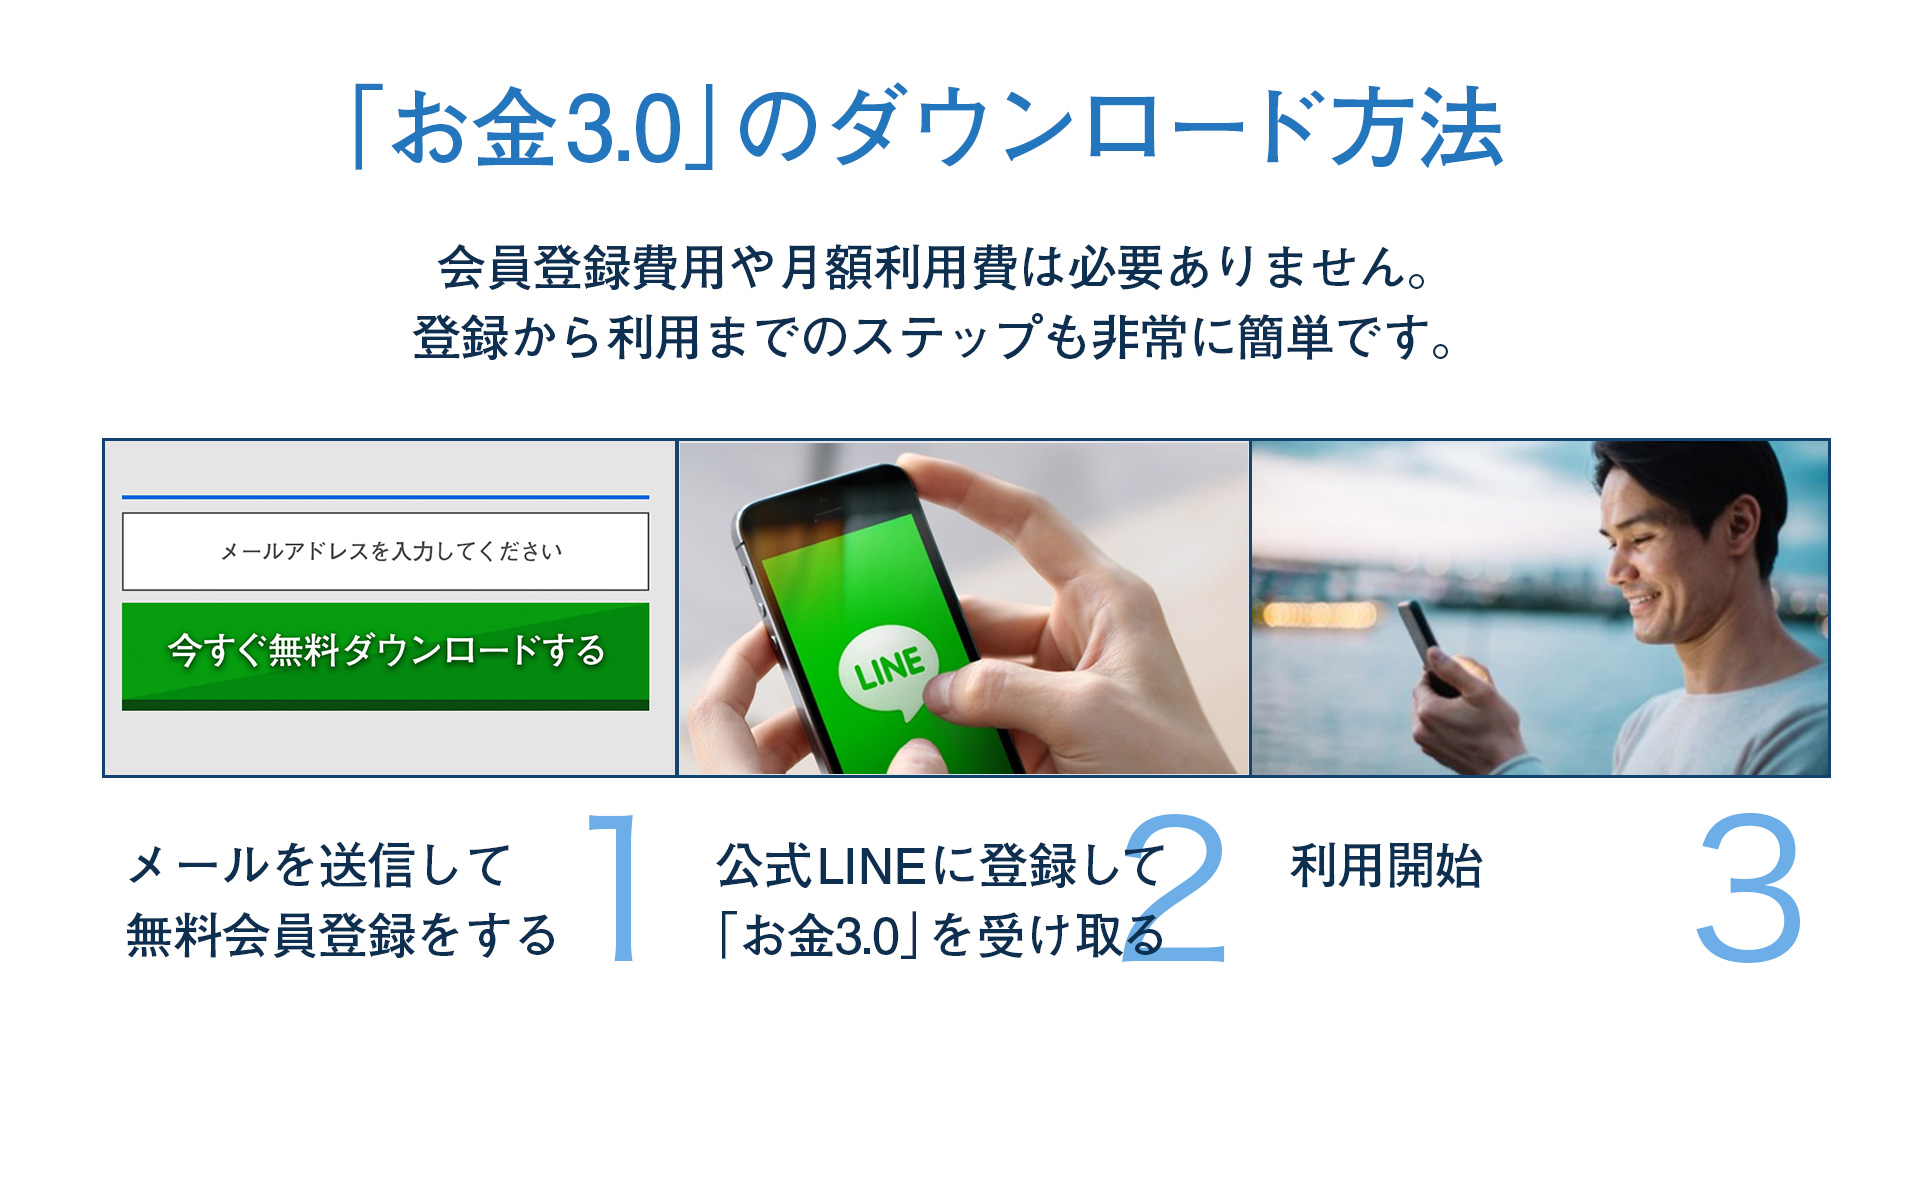 「お金3.0」のダウンロード方法
会員登録費用や月額利用費は必要ありません。
登録から利用までのステップも非常に簡単です。
メールアドレスを入力してください
今すぐ無料ダウンロードする
LINE
1
メールを送信して
無料会員登録をする
2
公式LINEに登録して
「お金3.0」を受け取る
3
利用開始